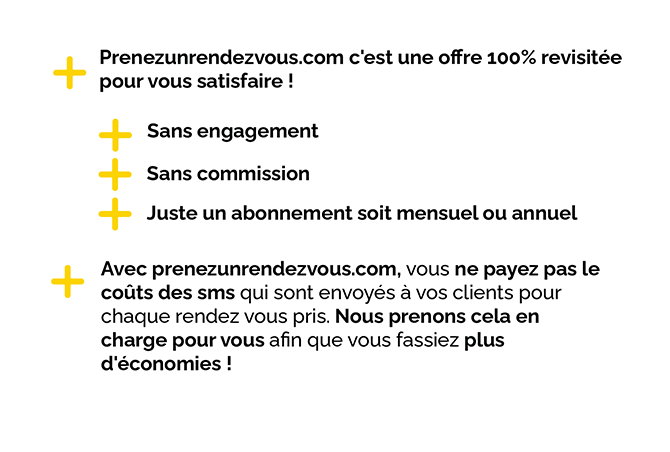 Prenezunrendezvous.com c'est une offre 100% revisitée
pour vous satisfaire !
Sans engagement
Sans commission
Juste un abonnement soit mensuel ou annuel
Avec prenezunrendezvous.com, vous ne payez pas le
coûts des sms qui sont envoyés à vos clients pour
chaque rendez vous pris. Nous prenons cela en
charge pour vous afin que vous fassiez plus
d'économies !